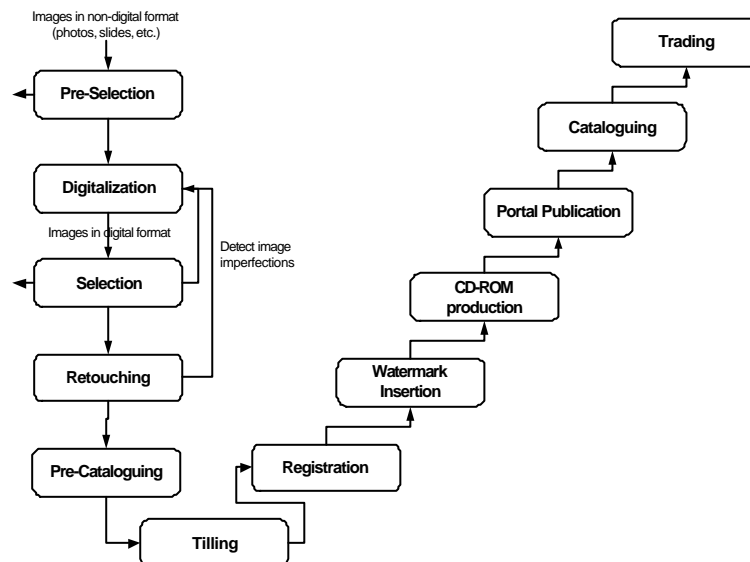 Images in non-digital format
(photos, slides, etc.)
Pre-Selection
Digitalization
Images in digital format
Detect image
imperfections
Selection
Retouching
Pre-Cataloguing
Tilling
Registration
Watermark
Insertion
CD-ROM
production
Portal Publication
Cataloguing
Trading